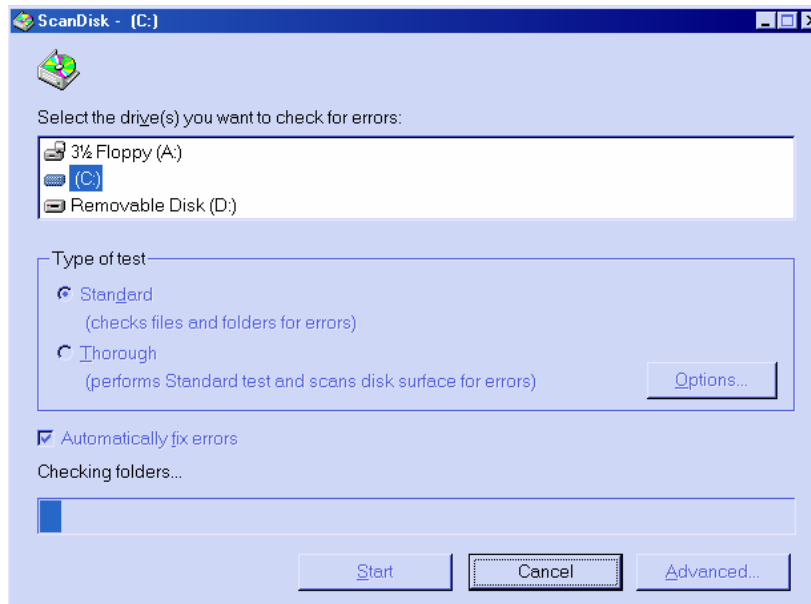 ScanDisk - (C:)
Select the drive(s) you want to check for errors:
3½ Floppy (A:)
(C:)
Removable Disk (D:)
Type of test
Standard
(checks files and folders for errors)
Thorough
(performs Standard test and scans disk surface for errors)
Options...
Automatically fix errors
Checking folders...
Start Cancel Advanced...